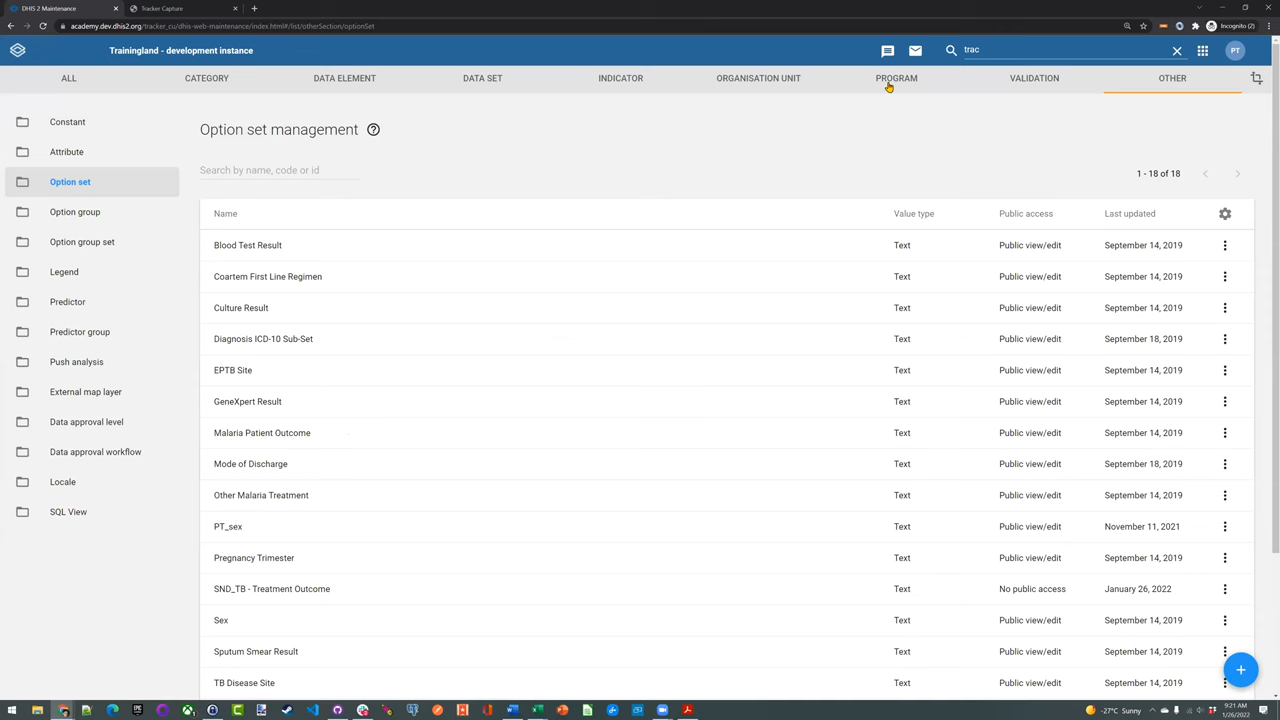 DHIS 2 Maintenance
Tracker Capture
academy.dev.dhis2.org/tracker_cu/dhis-web-maintenance/index.html#/list/otherSection/optionSet
Incognito (2)
Trainingland - development instance
trac
PT
ALL
CATEGORY
DATA ELEMENT
DATA SET
INDICATOR
ORGANISATION UNIT
PROGRAM
VALIDATION
OTHER
Constant
Attribute
Option set
Option group
Option group set
Legend
Predictor
Predictor group
Push analysis
External map layer
Data approval level
Data approval workflow
Locale
SQL View
Option set management
Search by name, code or id
1 - 18 of 18
Name Value type Public access Last updated
Blood Test Result Text Public view/edit September 14, 2019
Coartem First Line Regimen Text Public view/edit September 14, 2019
Culture Result Text Public view/edit September 14, 2019
Diagnosis ICD-10 Sub-Set Text Public view/edit September 18, 2019
EPTB Site Text Public view/edit September 14, 2019
GeneXpert Result Text Public view/edit September 14, 2019
Malaria Patient Outcome Text Public view/edit September 14, 2019
Mode of Discharge Text Public view/edit September 18, 2019
Other Malaria Treatment Text Public view/edit September 14, 2019
PT_sex Text Public view/edit November 11, 2021
Pregnancy Trimester Text Public view/edit September 14, 2019
SND_TB - Treatment Outcome Text No public access January 26, 2022
Sex Text Public view/edit September 14, 2019
Sputum Smear Result Text Public view/edit September 14, 2019
TB Disease Site Text Public view/edit September 14, 2019
-27°C Sunny
9:21 AM
1/26/2022